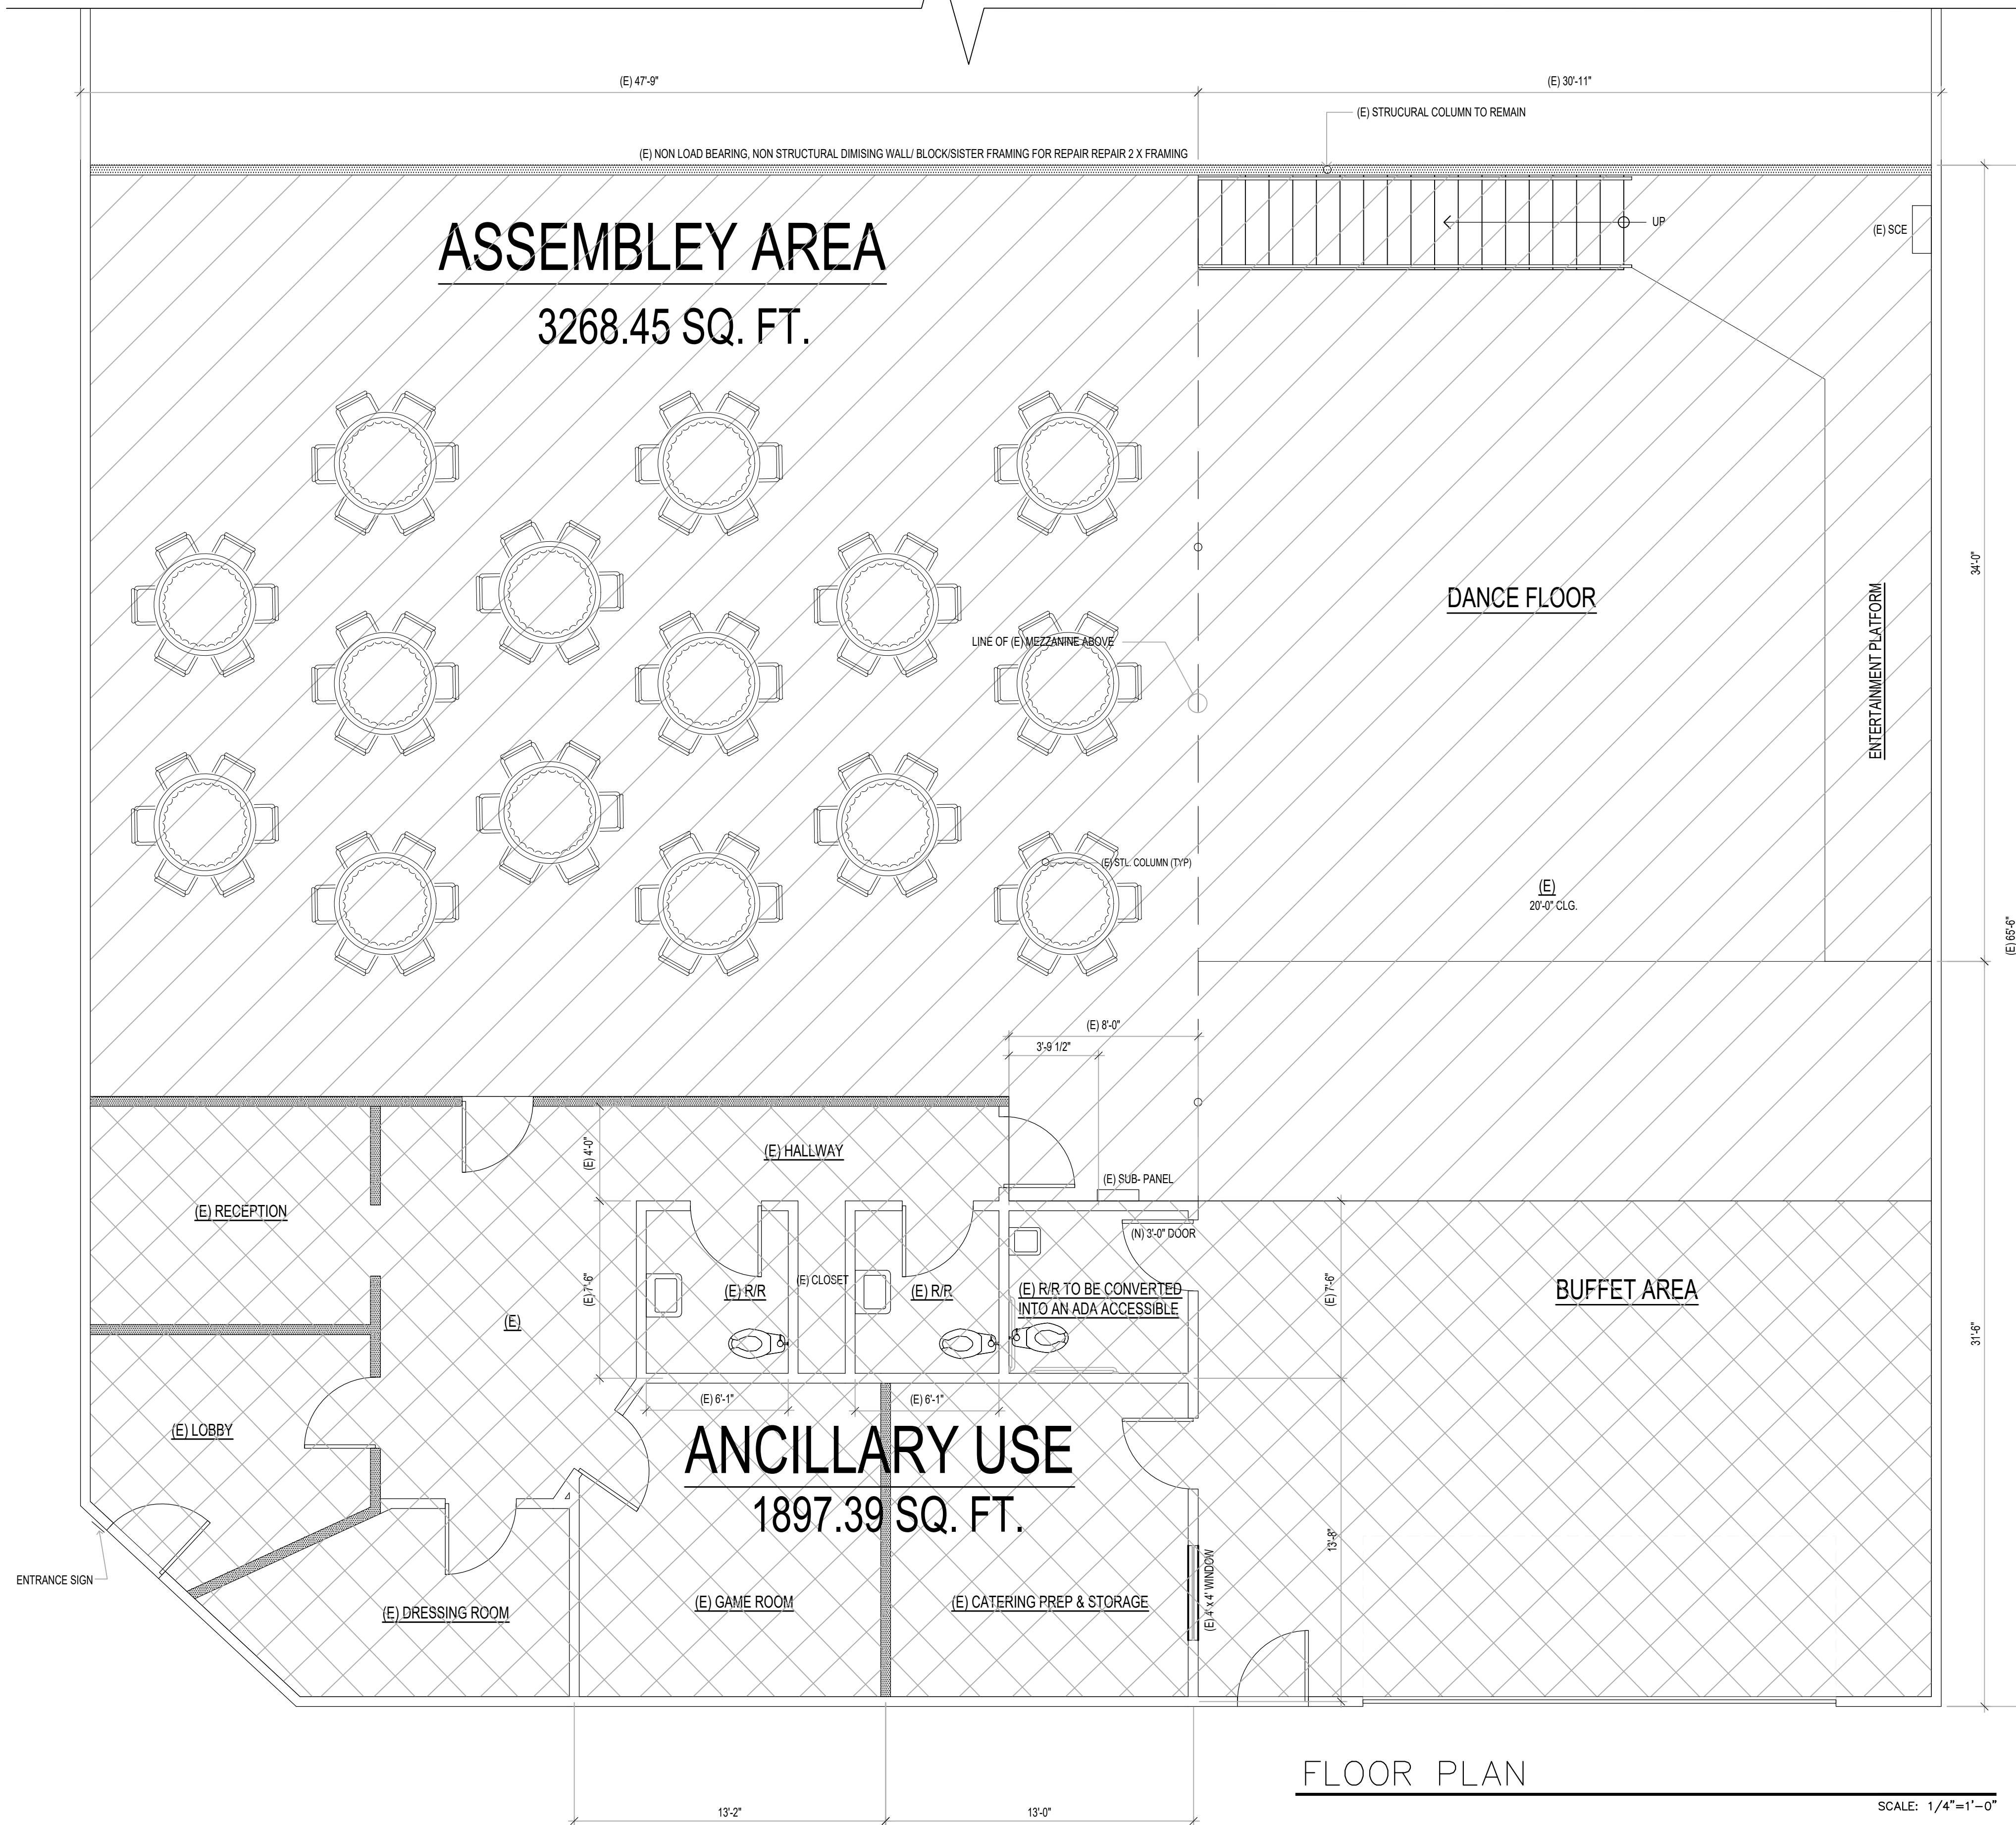 (E) 47'-9"
(E) 30'-11"
(E) STRUCURAL COLUMN TO REMAIN
(E) NON LOAD BEARING, NON STRUCTURAL DIMISING WALL/ BLOCK/SISTER FRAMING FOR REPAIR REPAIR 2 X FRAMING
UP
(E) SCE
ASSEMBLEY AREA
3268.45 SQ. FT.
34'-0"
DANCE FLOOR
ENTERTAINMENT PLATFORM
LINE OF (E) MEZZANINE ABOVE
(E) STL. COLUMN (TYP)
(E)
20'-0" CLG.
(E) 65'-6"
(E) 8'-0"
3'-9 1/2"
(E) HALLWAY
(E) 4'-0"
(E) SUB- PANEL
(E) RECEPTION
(N) 3'-0" DOOR
(E) 7'-6"
(E) CLOSET
(E) R/R
(E) R/R
(E) R/R TO BE CONVERTED
INTO AN ADA ACCESSIBLE
(E) 7'-6"
BUFFET AREA
(E)
31'-6"
(E) 6'-1"
(E) 6'-1"
(E) LOBBY
ANCILLARY USE
1897.39 SQ. FT.
13'-8"
ENTRANCE SIGN
(E) DRESSING ROOM
(E) GAME ROOM
(E) CATERING PREP & STORAGE
(E) 4' x 4' WINDOW
FLOOR PLAN
SCALE: 1/4"=1'-0"
13'-2"
13'-0"